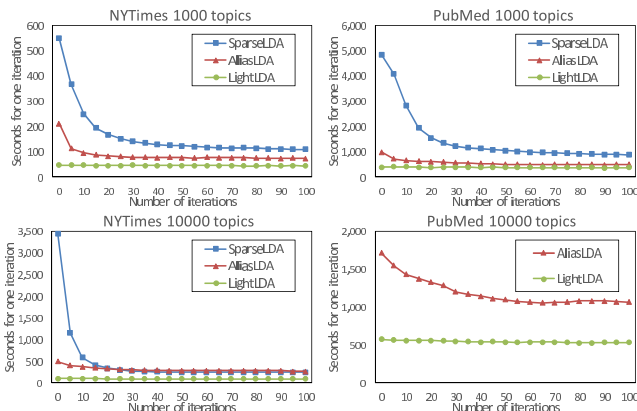 NYTimes 1000 topics
600
500
400
300
200
100
0
Seconds for one iteration
SparseLDA
AlliasLDA
LightLDA
0 10 20 30 40 50 60 70 80 90 100
Number of iterations
PubMed 1000 topics
6,000
5,000
4,000
3,000
2,000
1,000
0
Seconds for one iteration
SparseLDA
AlliasLDA
LightLDA
0 10 20 30 40 50 60 70 80 90 100
Number of iterations
NYTimes 10000 topics
3,500
3,000
2,500
2,000
1,500
1,000
500
0
Seconds for one iteration
SparseLDA
AlliasLDA
LightLDA
0 10 20 30 40 50 60 70 80 90 100
Number of iterations
PubMed 10000 topics
2,000
1,500
1,000
500
0
Seconds for one iteration
AlliasLDA
LightLDA
0 10 20 30 40 50 60 70 80 90 100
Number of iterations